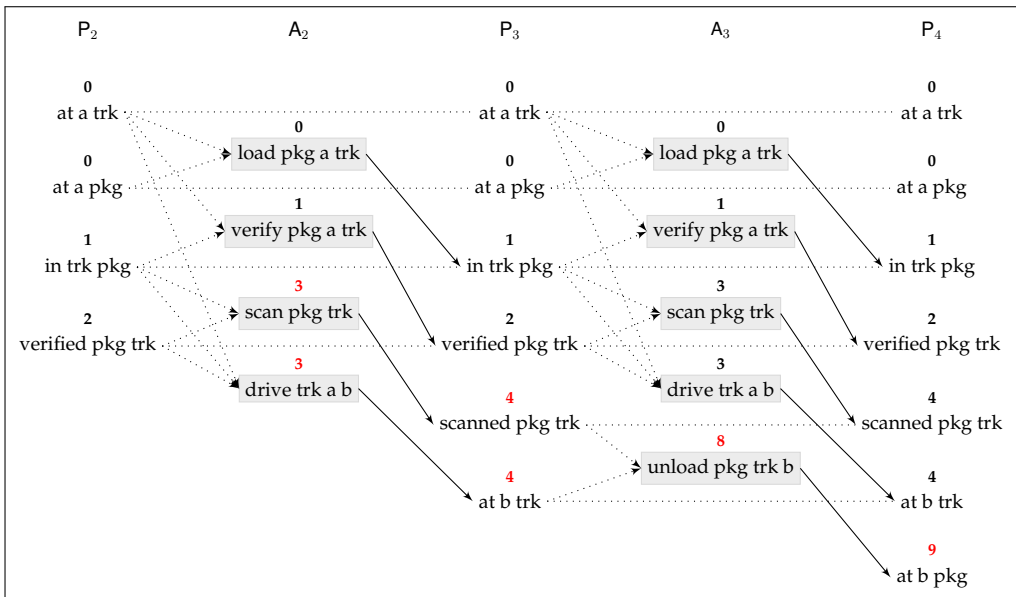 P₂ A₂ P₃ A₃ P₄
0 0 0
at a trk at a trk at a trk
0 0
load pkg a trk load pkg a trk
0 0 0
at a pkg at a pkg at a pkg
1 1
verify pkg a trk verify pkg a trk
1 1 1
in trk pkg in trk pkg in trk pkg
3 3
scan pkg trk scan pkg trk
2 2 2
verified pkg trk verified pkg trk verified pkg trk
3 3
drive trk a b drive trk a b
4 4
scanned pkg trk scanned pkg trk
8
unload pkg trk b
4 4
at b trk at b trk
9
at b pkg